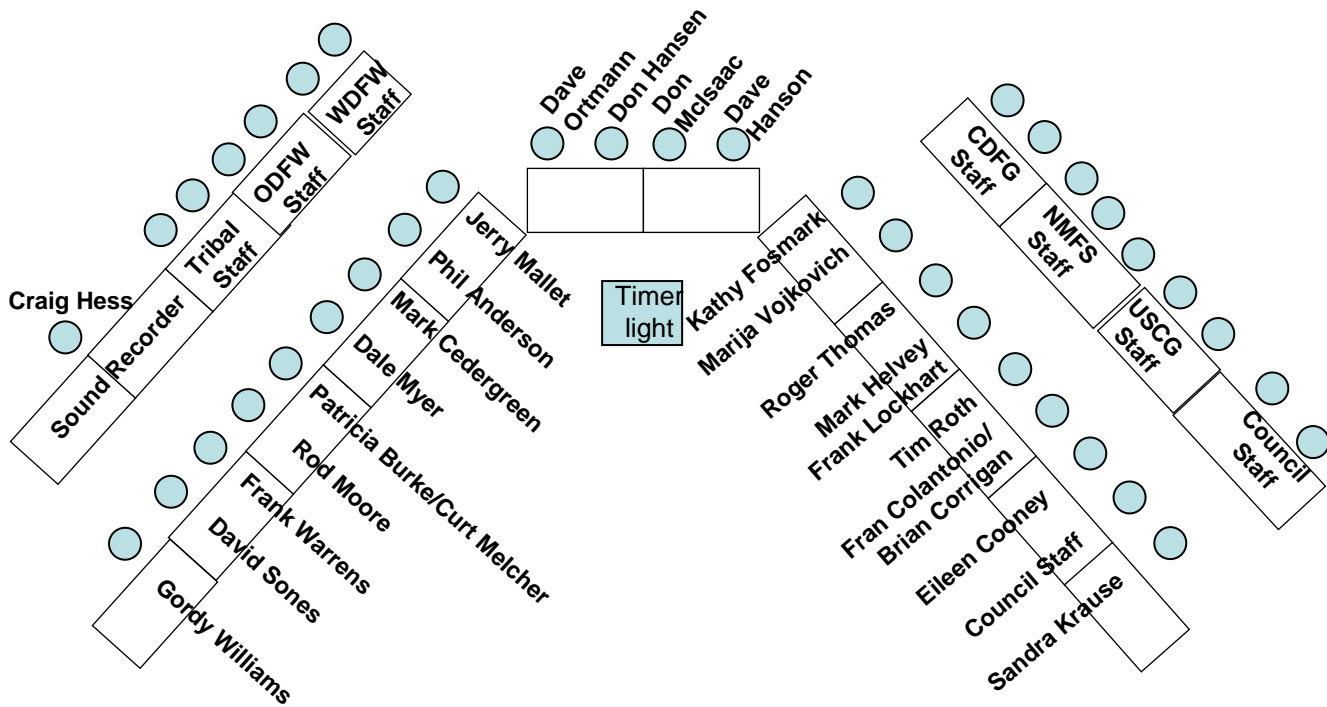 Dave
Ortmann
Don Hansen
Don
McIsaac
Dave
Hanson
WDFW
Staff
ODFW
Staff
Tribal
Staff
Craig Hess
Sound Recorder
Jerry Mallet
Phil Anderson
Mark Cedergreen
Dale Myer
Patricia Burke/Curt Melcher
Rod Moore
Frank Warrens
David Sones
Gordy Williams
Timer
light
Kathy Fosmark
Marija Vojkovich
Roger Thomas
Mark Helvey
Frank Lockhart
Tim Roth
Fran Colantonio/
Brian Corrigan
Eileen Cooney
Council Staff
Sandra Krause
CDFG
Staff
NMFS
Staff
USCG
Staff
Council
Staff